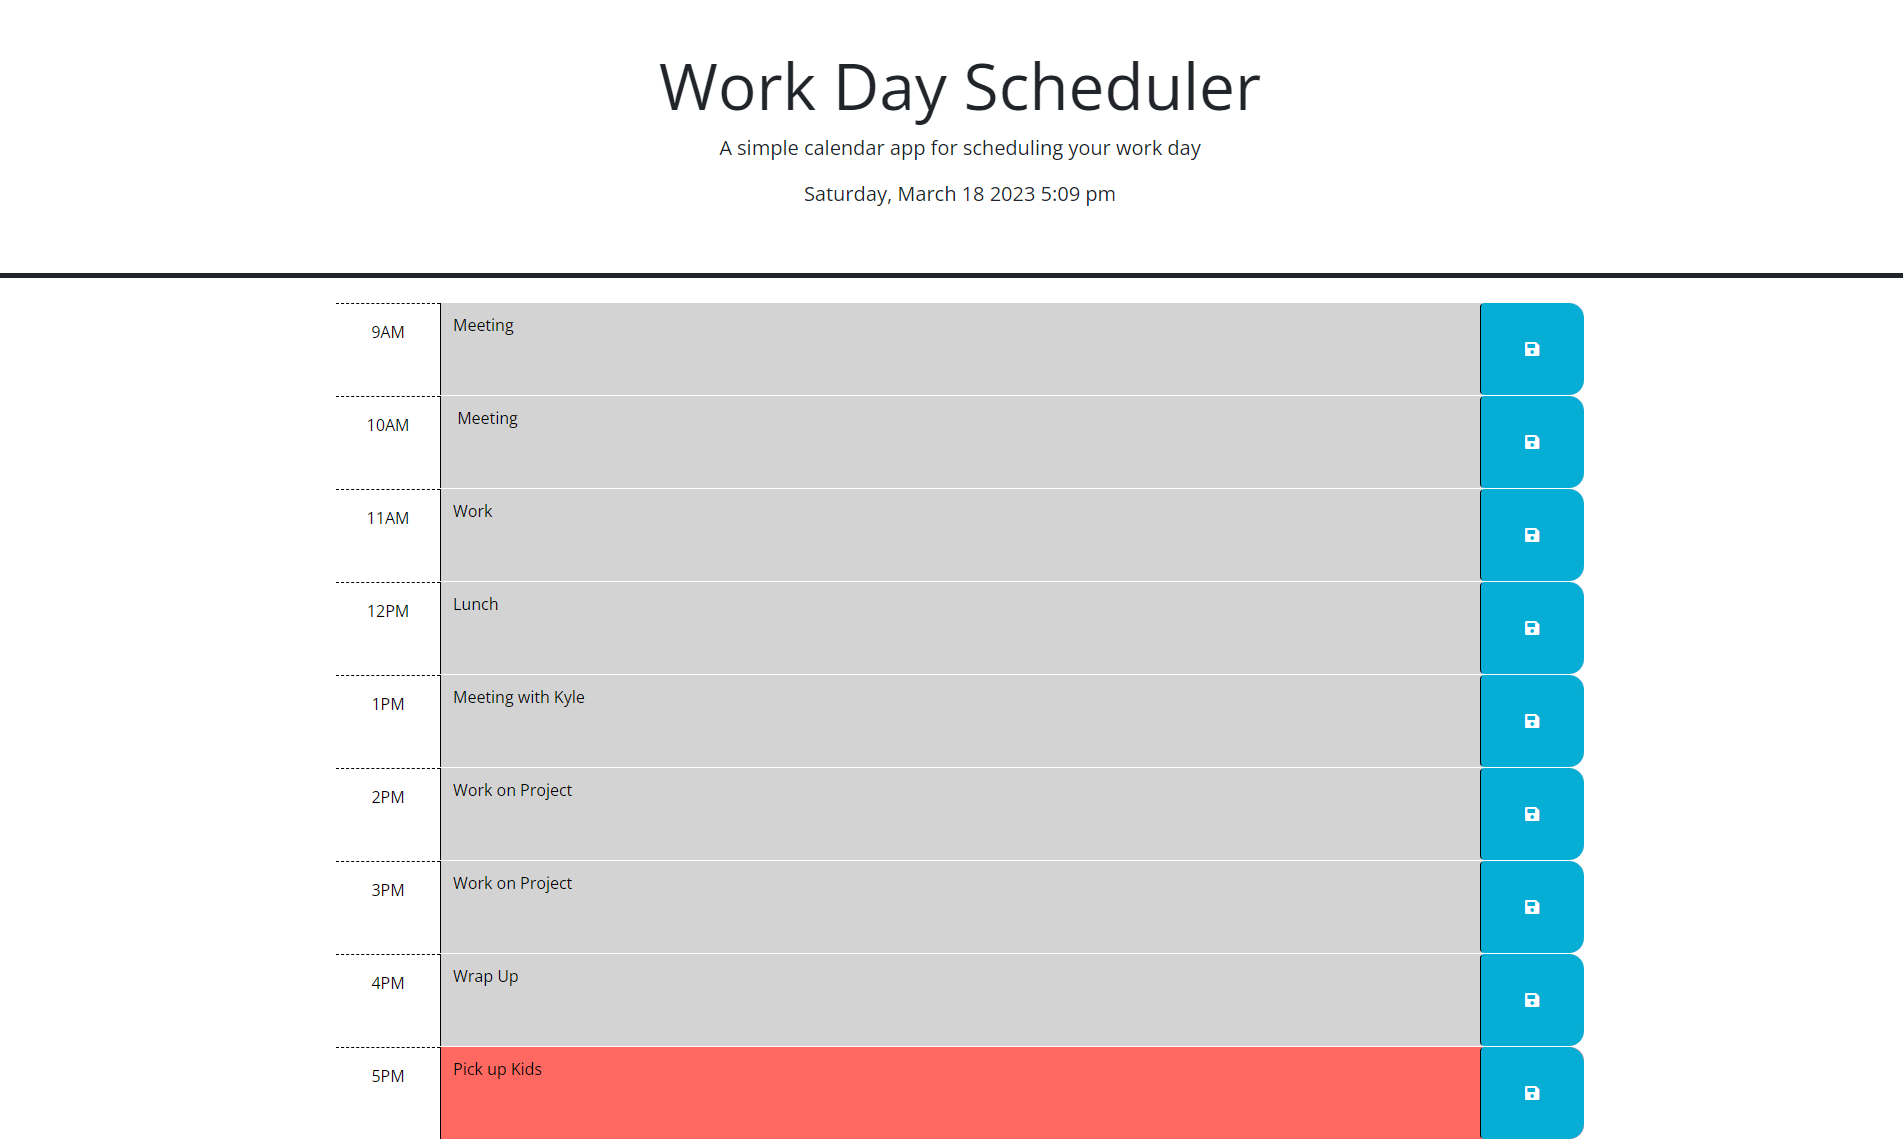 Work Day Scheduler
A simple calendar app for scheduling your work day
Saturday, March 18 2023 5:09 pm
9AM Meeting
10AM Meeting
11AM Work
12PM Lunch
1PM Meeting with Kyle
2PM Work on Project
3PM Work on Project
4PM Wrap Up
5PM Pick up Kids